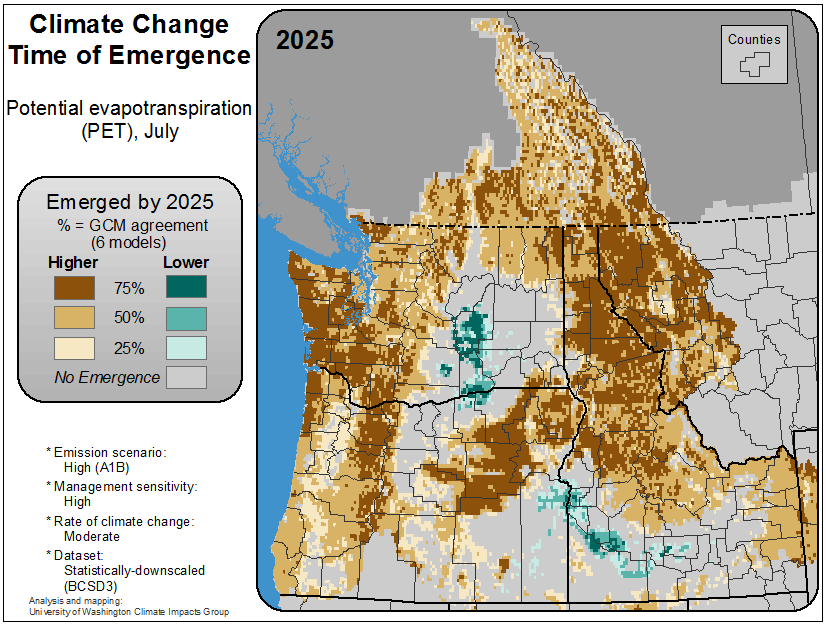 Climate Change
Time of Emergence
Potential evapotranspiration
(PET), July
Emerged by 2025
% = GCM agreement
(6 models)
Higher Lower
75%
50%
25%
No Emergence
* Emission scenario:
High (A1B)
* Management sensitivity:
High
* Rate of climate change:
Moderate
* Dataset:
Statistically-downscaled
(BCSD3)
Analysis and mapping:
University of Washington Climate Impacts Group
2025
Counties